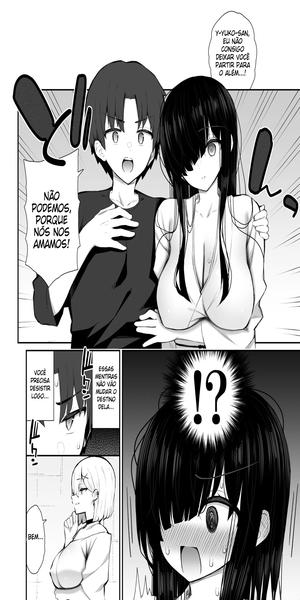 Y-YUKO-SAN,
EU NÃO
CONSIGO
DEIXAR VOCÊ
PARTIR PARA
O ALÉM...!
NÃO
PODEMOS,
PORQUE
NÓS NOS
AMAMOS!
ESSAS
MENTIRAS
NÃO VÃO
MUDAR O
DESTINO
DELA...
VOCÊ
PRECISA
DESISTIR
LOGO...
!?
BEM...